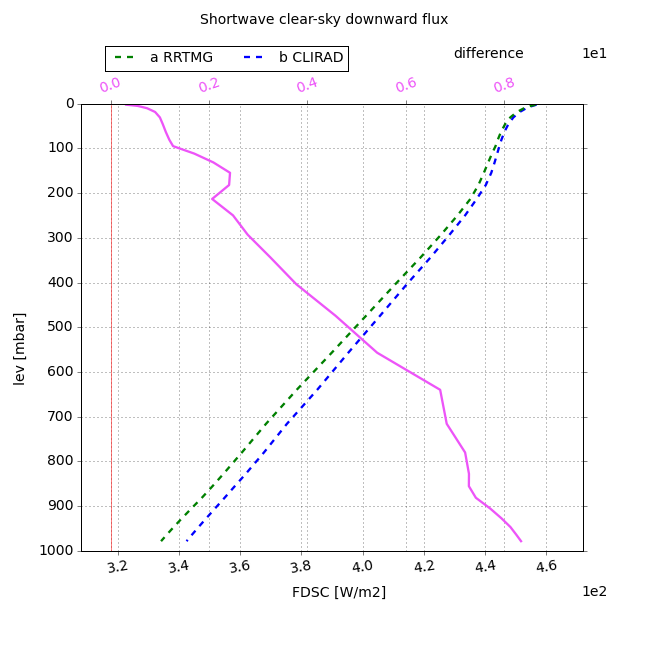 Shortwave clear-sky downward flux
a RRTMG b CLIRAD difference 1e1
0.0 0.2 0.4 0.6 0.8
0
100
200
300
400
500
600
700
800
900
1000
lev [mbar]
3.2 3.4 3.6 3.8 4.0 4.2 4.4 4.6
FDSC [W/m2] 1e2